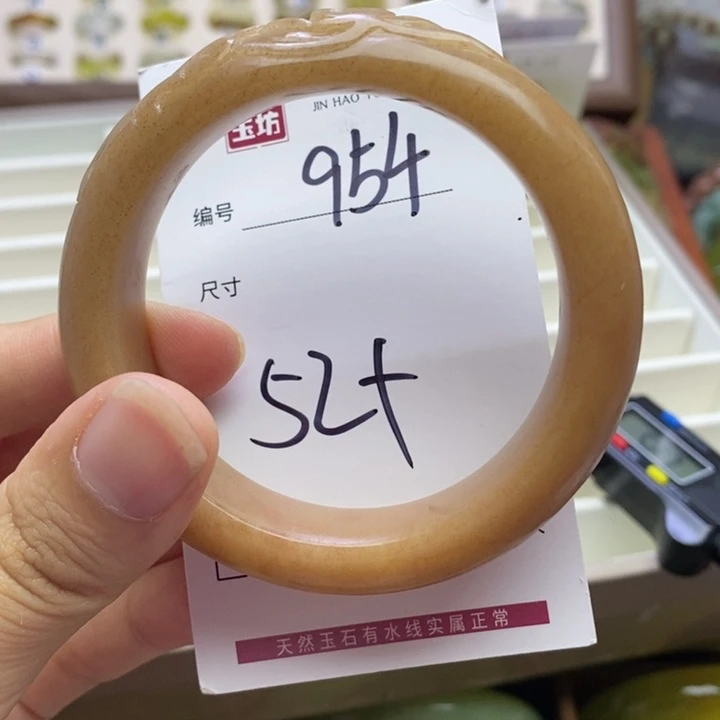 玉坊
JIN HAO
编号 954
尺寸
52+
天然玉石有水线实属正常